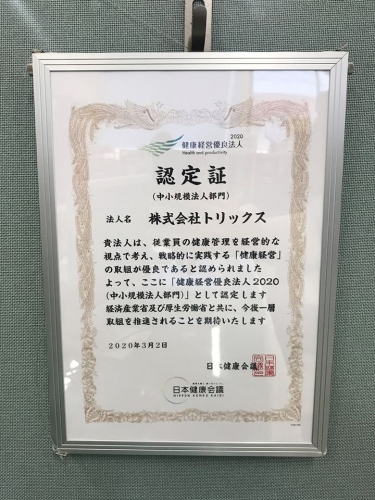 2020
健康経営優良法人
Health and productivity
認定証
(中小規模法人部門)
法人名 株式会社トリックス
貴法人は、従業員の健康管理を経営的な
視点で考え、戦略的に実践する「健康経営」
の取組が優良であると認められました
よって、ここに「健康経営優良法人2020
(中小規模法人部門)」として認定します
経済産業省及び厚生労働省と共に、今後一層
取組を推進されることを期待いたします
2020年3月2日
日本健康会議
日本健康会議
NIPPON KENKO KAIGI